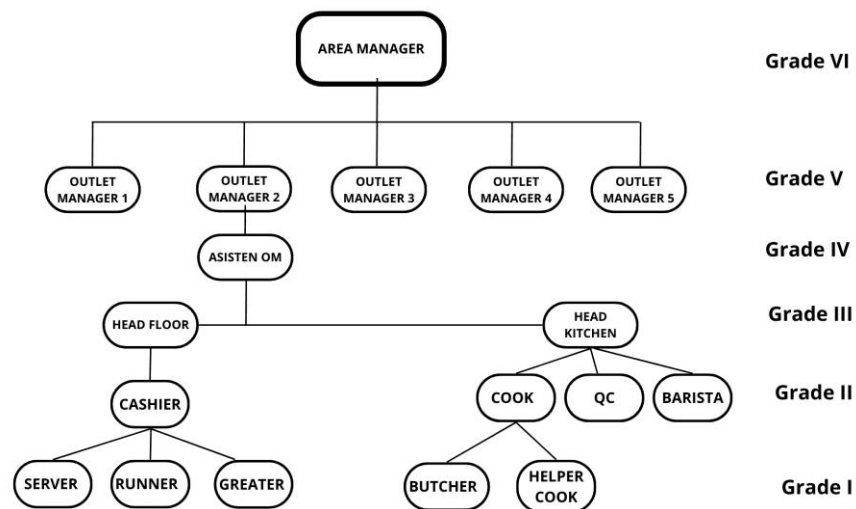 AREA MANAGER
Grade VI
OUTLET
MANAGER 1
OUTLET
MANAGER 2
OUTLET
MANAGER 3
OUTLET
MANAGER 4
OUTLET
MANAGER 5
Grade V
ASISTEN OM
Grade IV
HEAD FLOOR
HEAD
KITCHEN
Grade III
CASHIER
COOK
QC
BARISTA
Grade II
SERVER
RUNNER
GREATER
BUTCHER
HELPER
COOK
Grade I